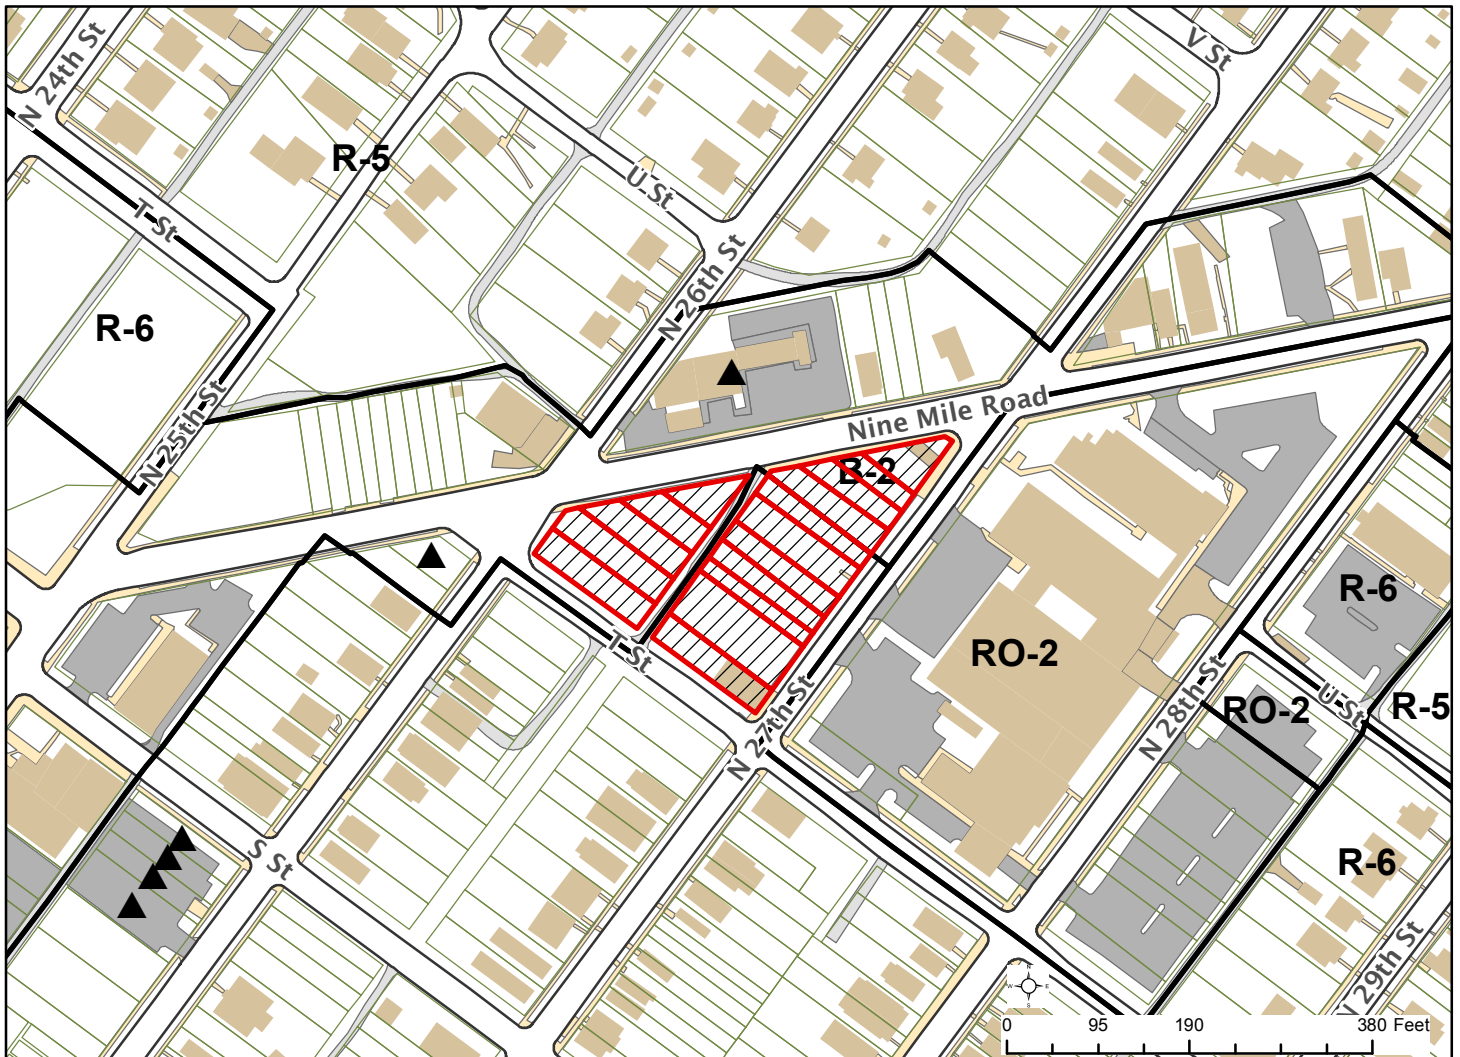 V St
N 24th St
R-5
U St
T St
N 26th St
R-6
N 25th St
Nine Mile Road
B-2
R-6
RO-2
T St
N 28th St
RO-2
U St
R-5
N 27th St
S St
R-6
N 29th St
N
W E
S
0 95 190 380 Feet